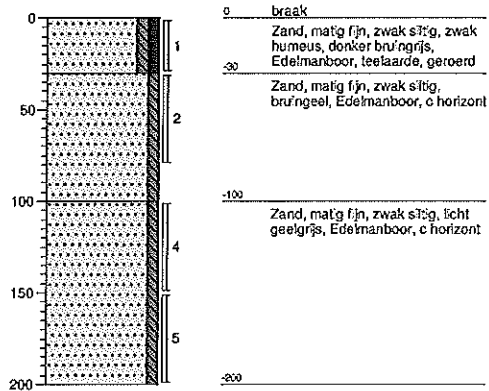 0
50
100
150
200
1
2
4
5
0 braak
Zand, matig fijn, zwak siltig, zwak
humeus, donker bruingrijs,
Edelmanboor, teelaarde, geroerd
-30
Zand, matig fijn, zwak siltig,
bruingeel, Edelmanboor, c horizont
-100
Zand, matig fijn, zwak siltig, licht
geelgrijs, Edelmanboor, c horizont
-200